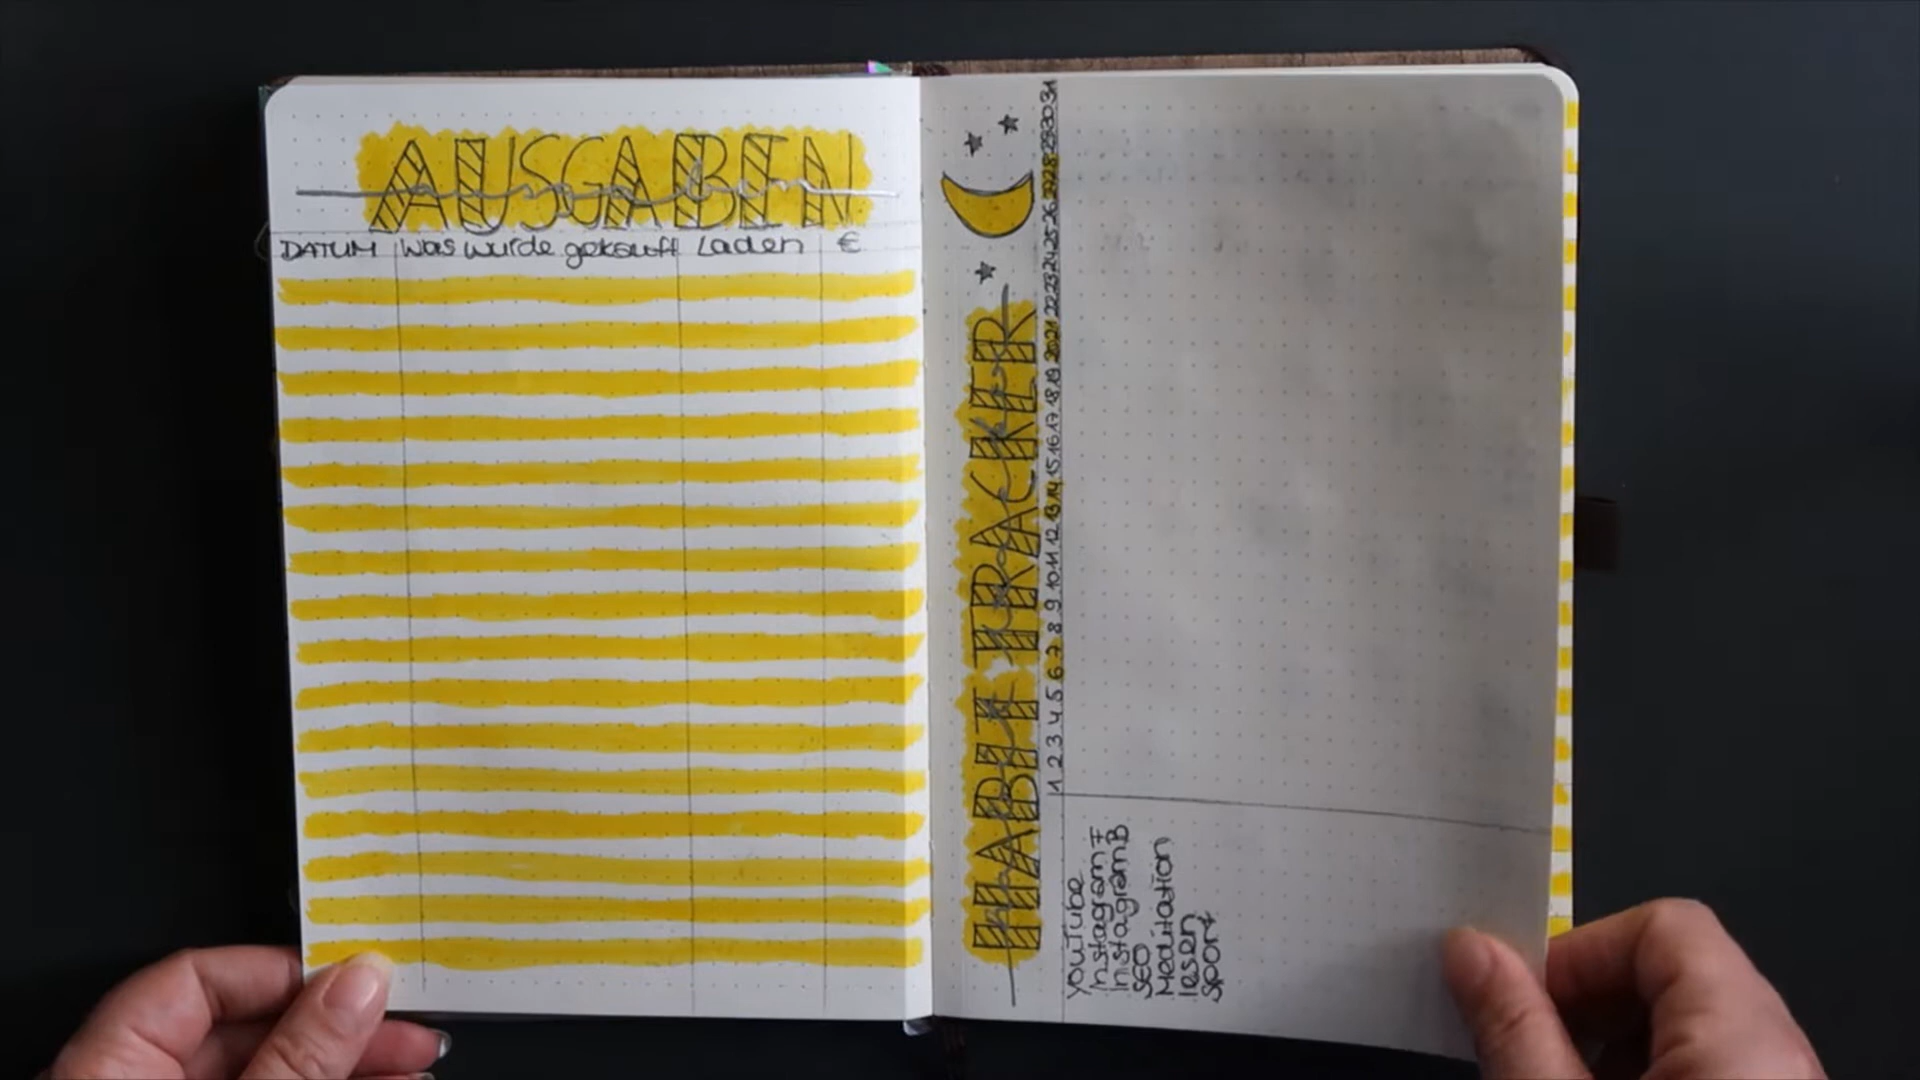 AUSGABEN
ausgaben
DATUM was wurde gekauft Laden €
HABIT TRACKER
habit tracker
1 2 3 4 5 6 7 8 9 10 11 12 13 14 15 16 17 18 19 20 21 22 23 24 25 26 27 28 29 30 31
YouTube
Instagram F
Instagram B
SEO
Meditation
lesen
Sport